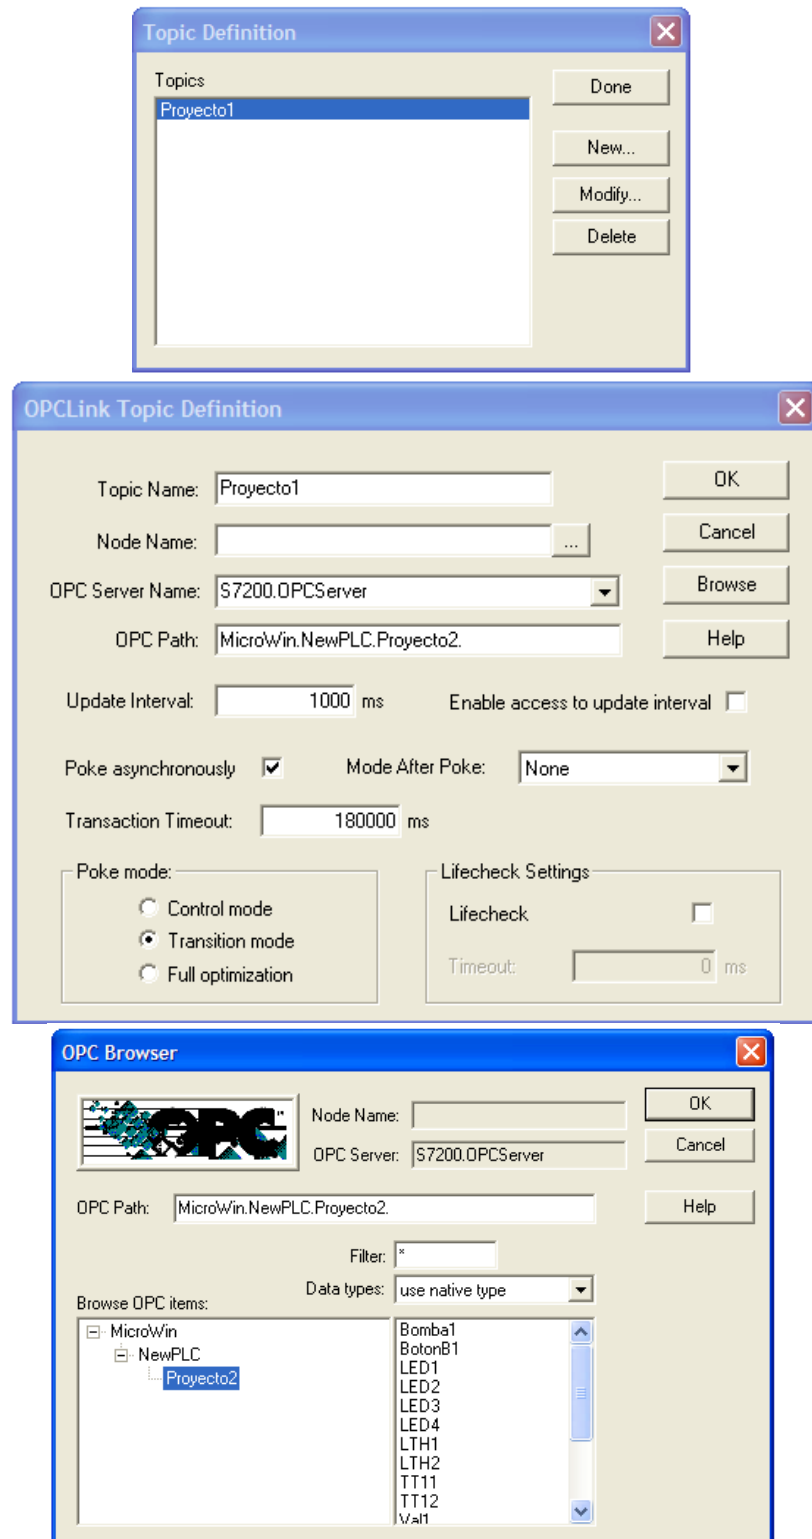 Topic Definition
Topics
Proyecto1
Done
New...
Modify...
Delete
OPCLink Topic Definition
Topic Name: Proyecto1
OK
Node Name: ...
Cancel
OPC Server Name: S7200.OPCServer
Browse
OPC Path: MicroWin.NewPLC.Proyecto2.
Help
Update Interval: 1000 ms Enable access to update interval
Poke asynchronously Mode After Poke: None
Transaction Timeout: 180000 ms
Poke mode:
Control mode
Transition mode
Full optimization
Lifecheck Settings
Lifecheck
Timeout: 0 ms
OPC Browser
OPC
Node Name:
OK
OPC Server: S7200.OPCServer
Cancel
OPC Path: MicroWin.NewPLC.Proyecto2.
Help
Filter: *
Data types: use native type
Browse OPC items:
MicroWin
NewPLC
Proyecto2
Bomba1
BotonB1
LED1
LED2
LED3
LED4
LTH1
LTH2
TT11
TT12
Val1